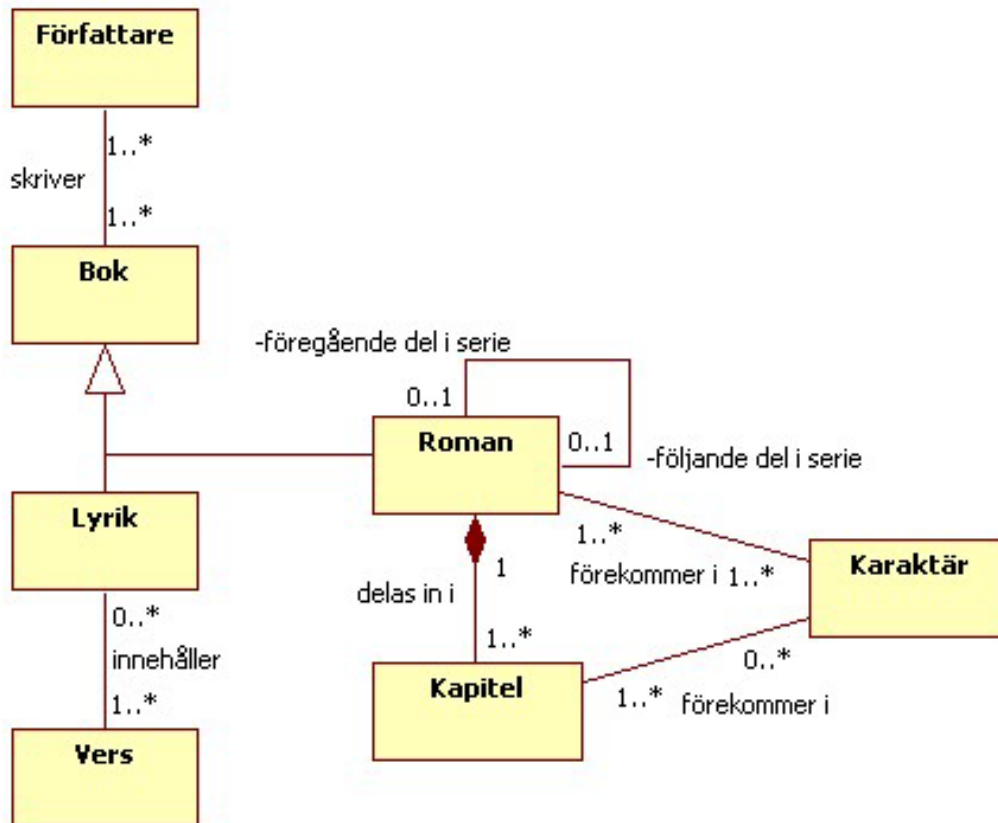 Författare
1..*
skriver
1..*
Bok
-föregående del i serie
0..1
Roman
0..1
-följande del i serie
Lyrik
1..*
förekommer i
1..*
Karaktär
1
delas in i
1..*
0..*
innehåller
1..*
Kapitel
0..*
1..*
förekommer i
Vers